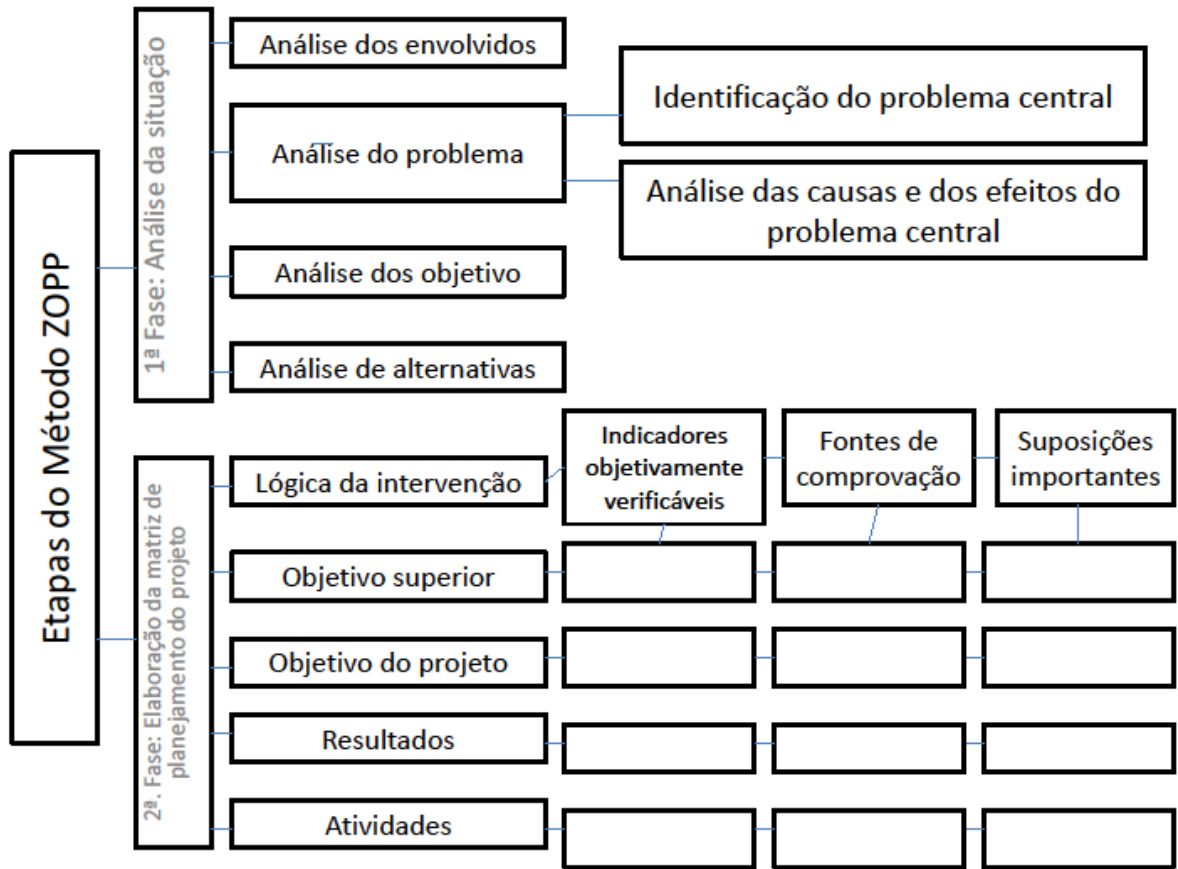 Etapas do Método ZOPP
1ª Fase: Análise da situação
Análise dos envolvidos
Análise do problema
Identificação do problema central
Análise das causas e dos efeitos do
problema central
Análise dos objetivo
Análise de alternativas
2ª. Fase: Elaboração da matriz de
planejamento do projeto
Lógica da intervenção
Indicadores
objetivamente
verificáveis
Fontes de
comprovação
Suposições
importantes
Objetivo superior
Objetivo do projeto
Resultados
Atividades